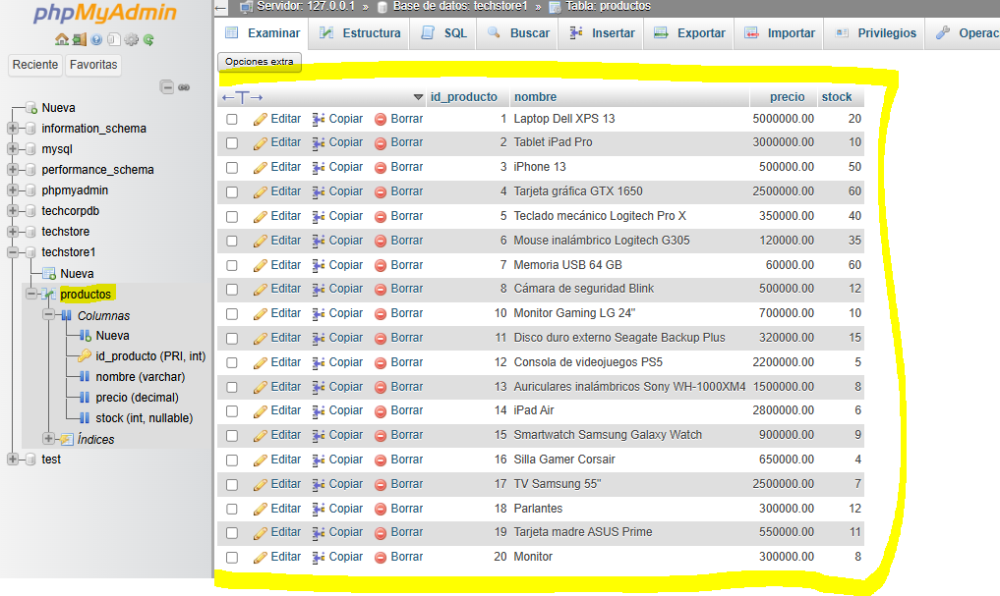 phpMyAdmin
Reciente Favoritas
Nueva
information_schema
mysql
performance_schema
phpmyadmin
techcorpdb
techstore
techstore1
Nueva
productos
Columnas
Nueva
id_producto (PRI, int)
nombre (varchar)
precio (decimal)
stock (int, nullable)
Índices
test
Servidor: 127.0.0.1 » Base de datos: techstore1 » Tabla: productos
Examinar Estructura SQL Buscar Insertar Exportar Importar Privilegios Operac
Opciones extra
←T→ ▼ id_producto nombre precio stock
Editar Copiar Borrar 1 Laptop Dell XPS 13 5000000.00 20
Editar Copiar Borrar 2 Tablet iPad Pro 3000000.00 10
Editar Copiar Borrar 3 iPhone 13 500000.00 50
Editar Copiar Borrar 4 Tarjeta gráfica GTX 1650 2500000.00 60
Editar Copiar Borrar 5 Teclado mecánico Logitech Pro X 350000.00 40
Editar Copiar Borrar 6 Mouse inalámbrico Logitech G305 120000.00 35
Editar Copiar Borrar 7 Memoria USB 64 GB 60000.00 60
Editar Copiar Borrar 8 Cámara de seguridad Blink 500000.00 12
Editar Copiar Borrar 10 Monitor Gaming LG 24" 700000.00 10
Editar Copiar Borrar 11 Disco duro externo Seagate Backup Plus 320000.00 15
Editar Copiar Borrar 12 Consola de videojuegos PS5 2200000.00 5
Editar Copiar Borrar 13 Auriculares inalámbricos Sony WH-1000XM4 1500000.00 8
Editar Copiar Borrar 14 iPad Air 2800000.00 6
Editar Copiar Borrar 15 Smartwatch Samsung Galaxy Watch 900000.00 9
Editar Copiar Borrar 16 Silla Gamer Corsair 650000.00 4
Editar Copiar Borrar 17 TV Samsung 55" 2500000.00 7
Editar Copiar Borrar 18 Parlantes 300000.00 12
Editar Copiar Borrar 19 Tarjeta madre ASUS Prime 550000.00 11
Editar Copiar Borrar 20 Monitor 300000.00 8